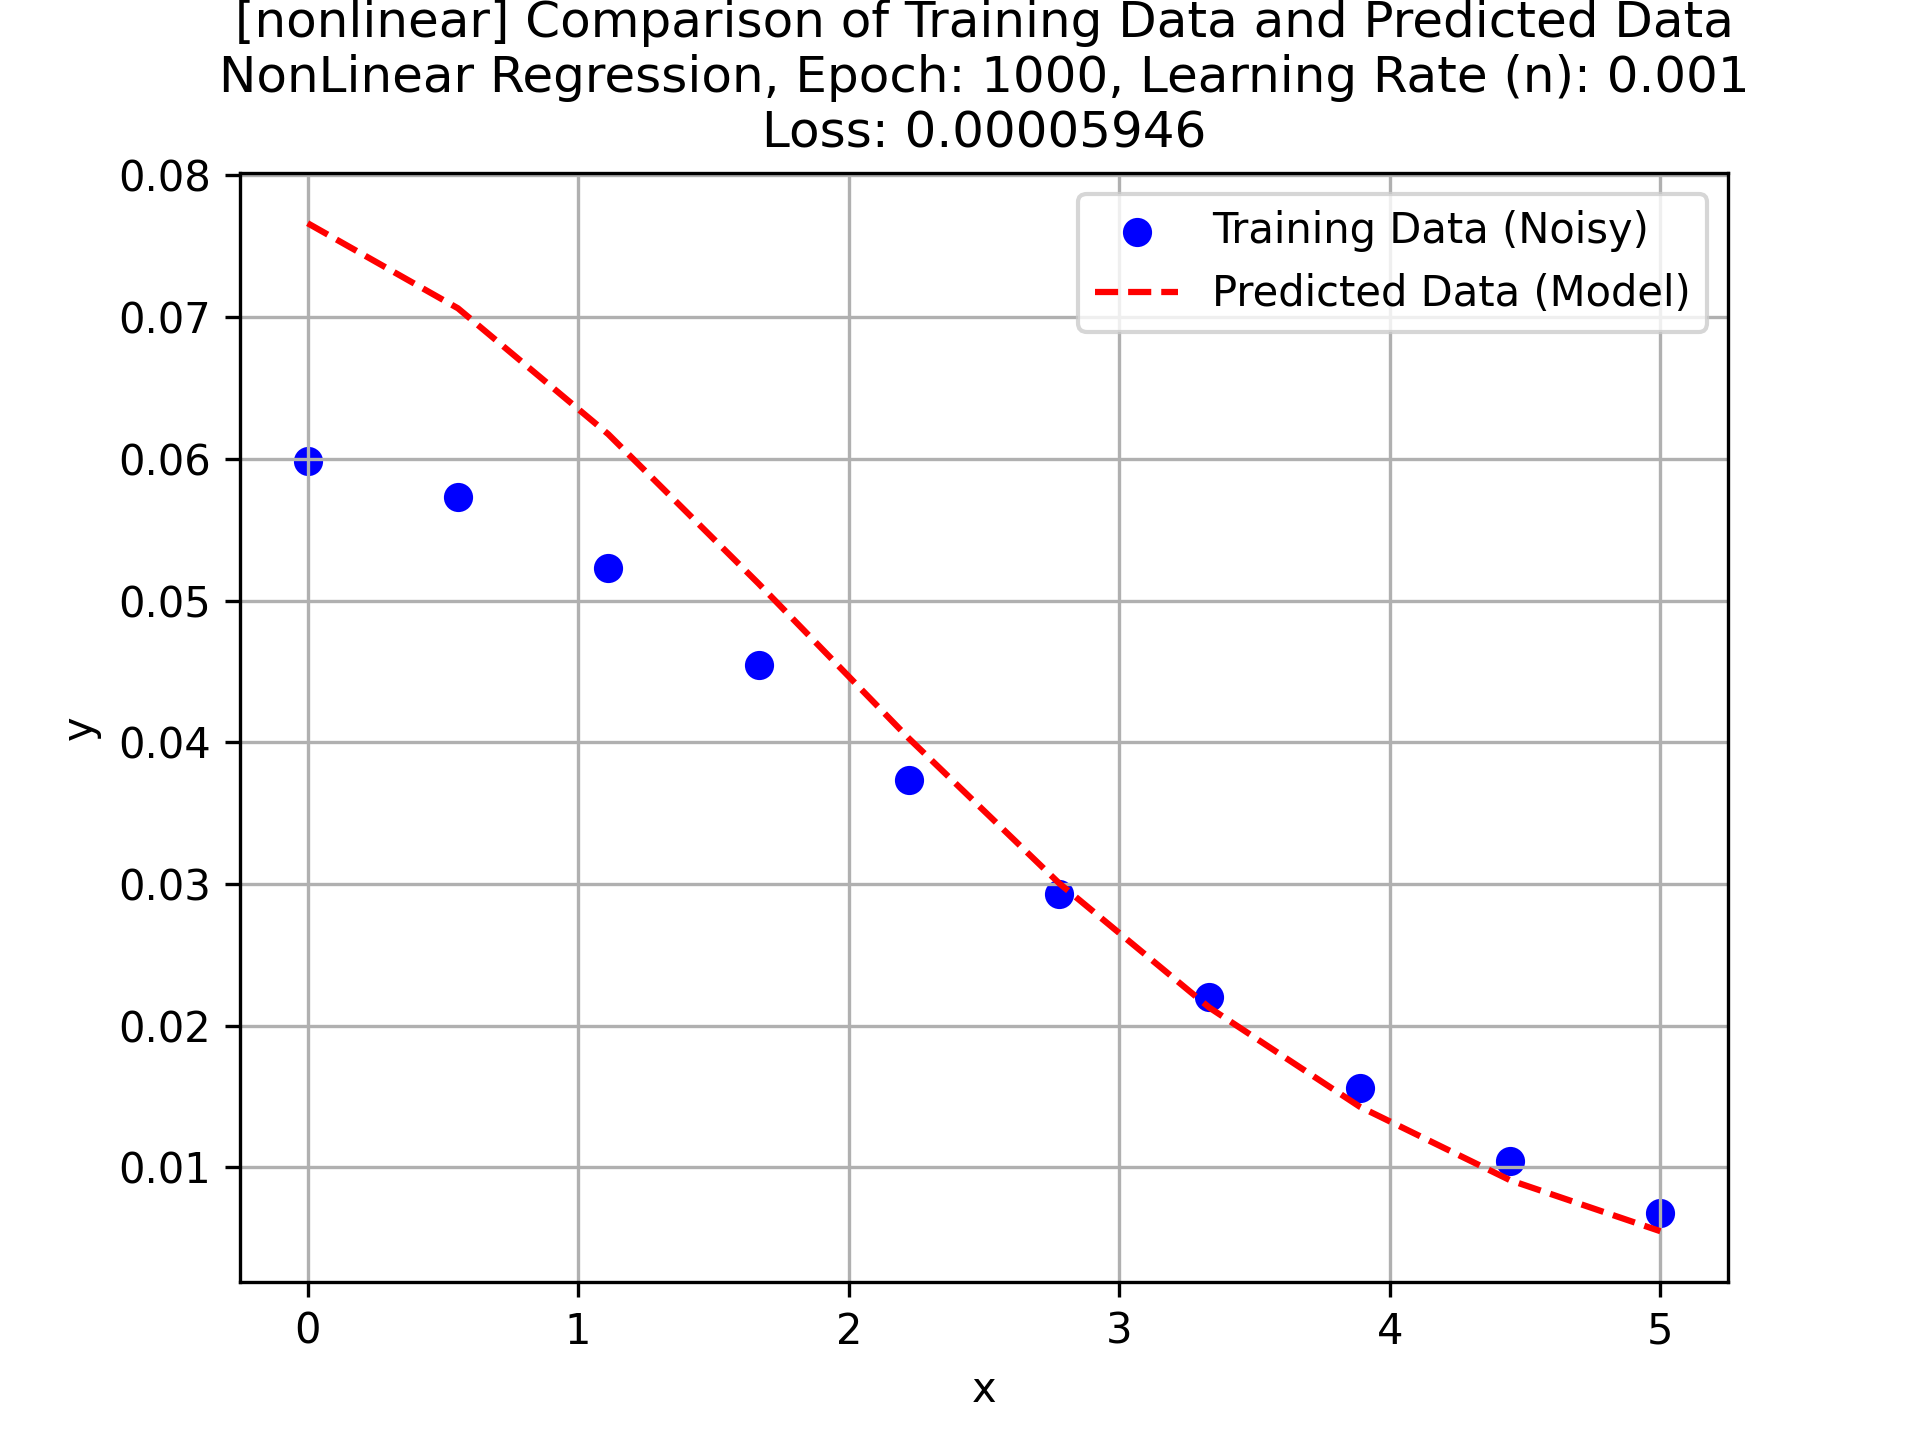 [nonlinear] Comparison of Training Data and Predicted Data
NonLinear Regression, Epoch: 1000, Learning Rate (n): 0.001
Loss: 0.00005946
Training Data (Noisy)
Predicted Data (Model)
0.08
0.07
0.06
0.05
0.04
0.03
0.02
0.01
y
0 1 2 3 4 5
x